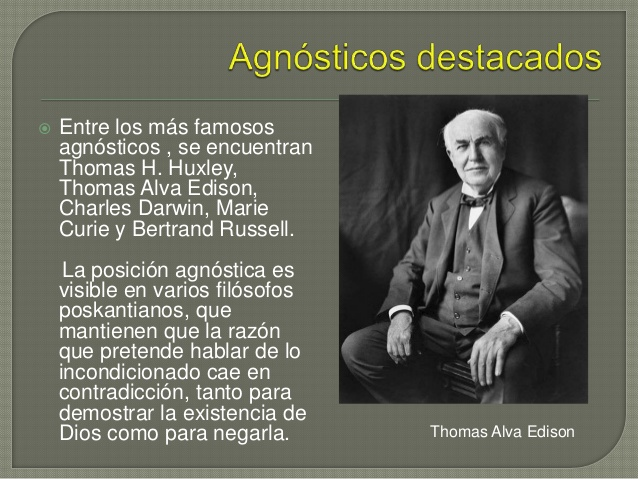 Agnósticos destacados
Entre los más famosos
agnósticos , se encuentran
Thomas H. Huxley,
Thomas Alva Edison,
Charles Darwin, Marie
Curie y Bertrand Russell.
La posición agnóstica es
visible en varios filósofos
poskantianos, que
mantienen que la razón
que pretende hablar de lo
incondicionado cae en
contradicción, tanto para
demostrar la existencia de
Dios como para negarla.
Thomas Alva Edison